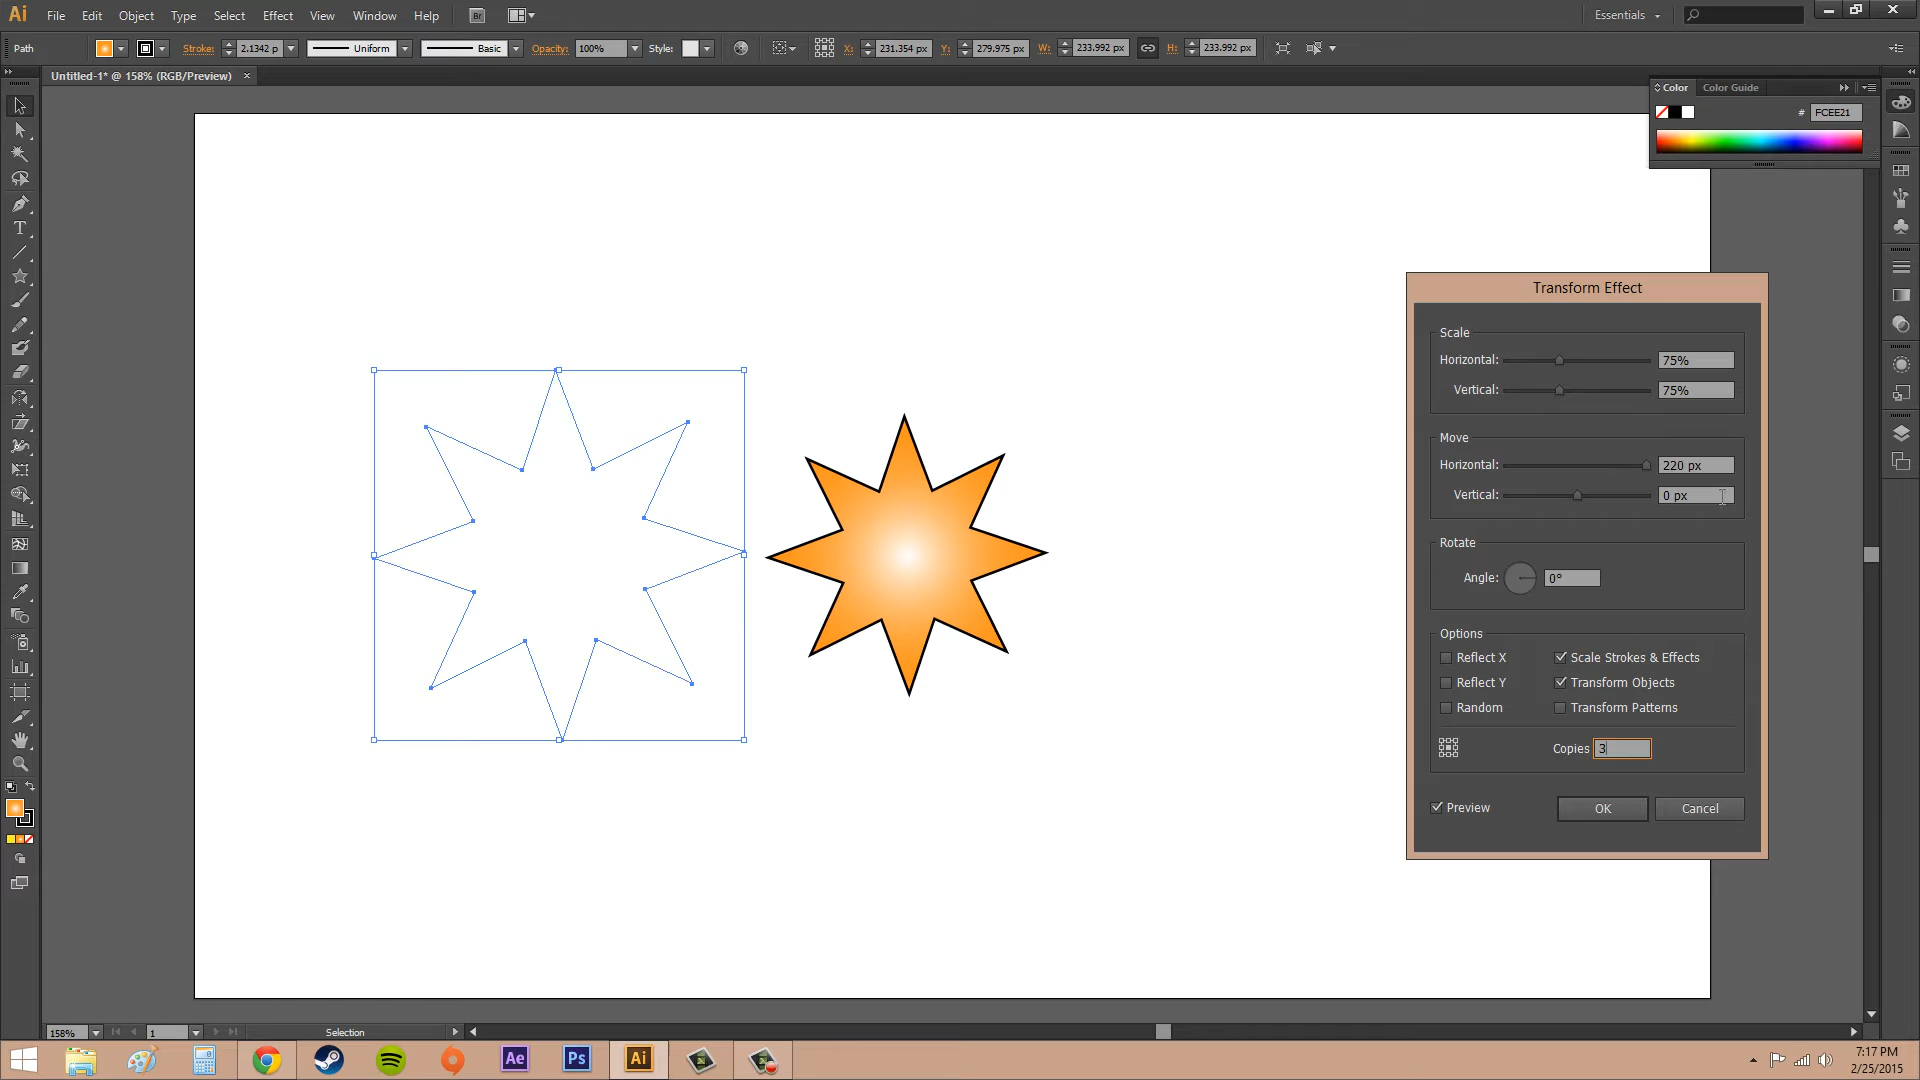 Ai File Edit Object Type Select Effect View Window Help Br Essentials
Path Stroke: 2.1342 p Uniform Basic Opacity: 100% Style: X: 231.354 px Y: 279.975 px W: 233.992 px H: 233.992 px
Untitled-1* @ 158% (RGB/Preview) ×
Color Color Guide
# FCEE21
Transform Effect
Scale
Horizontal: 75%
Vertical: 75%
Move
Horizontal: 220 px
Vertical: 0 px
Rotate
Angle: 0°
Options
Reflect X Scale Strokes & Effects
Reflect Y Transform Objects
Random Transform Patterns
Copies 3
Preview OK Cancel
T
158% 1 Selection
Ae Ps Ai
7:17 PM
2/25/2015